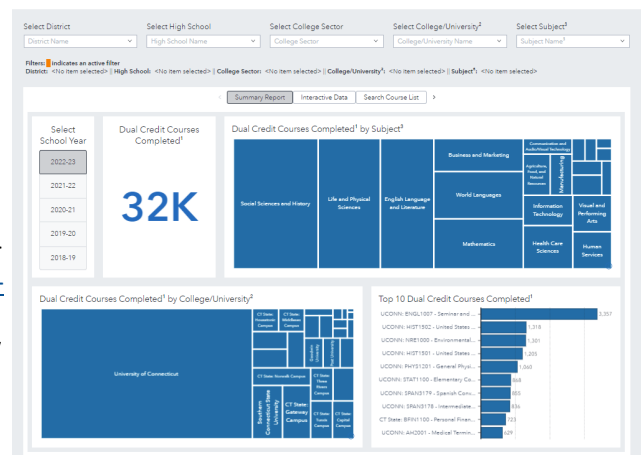 Select District
Select High School
Select College Sector
Select College/University²
Select Subject³
District Name
High School Name
College Sector
College/University Name
Subject Name³
Filters: Indicates an active filter
District: <No item selected> || High School: <No item selected> || College Sector: <No item selected> || College/University²: <No item selected> || Subject³: <No item selected>
Summary Report
Interactive Data
Search Course List
Select School Year
2022-23
2021-22
2020-21
2019-20
2018-19
Dual Credit Courses Completed¹
32K
Dual Credit Courses Completed¹ by Subject³
Social Sciences and History
Life and Physical Sciences
English Language and Literature
Business and Marketing
World Languages
Mathematics
Communication and Audio/Visual Technology
Agriculture, Food, and Natural Resources
Manufacturing
Information Technology
Visual and Performing Arts
Health Care Sciences
Human Services
Dual Credit Courses Completed¹ by College/University²
University of Connecticut
CT State: Housatonic Campus
CT State: Middlesex Campus
Goodwin University
CT State: Norwalk Campus
CT State: Three Rivers Campus
Southern Connecticut State University
CT State: Gateway Campus
CT State: Tunxis Campus
CT State: Capital Campus
Top 10 Dual Credit Courses Completed¹
UCONN: ENGL1007 - Seminar and ...
3,357
UCONN: HIST1502 - United States ...
1,318
UCONN: NRE1000 - Environmental...
1,301
UCONN: HIST1501 - United States ...
1,205
UCONN: PHYS1201 - General Physi...
1,060
UCONN: STAT1100 - Elementary Co...
868
UCONN: SPAN3179 - Spanish Conv...
855
UCONN: SPAN3178 - Intermediate...
836
CT State: BFIN1100 - Personal Finan...
723
UCONN: AH2001 - Medical Termin...
629